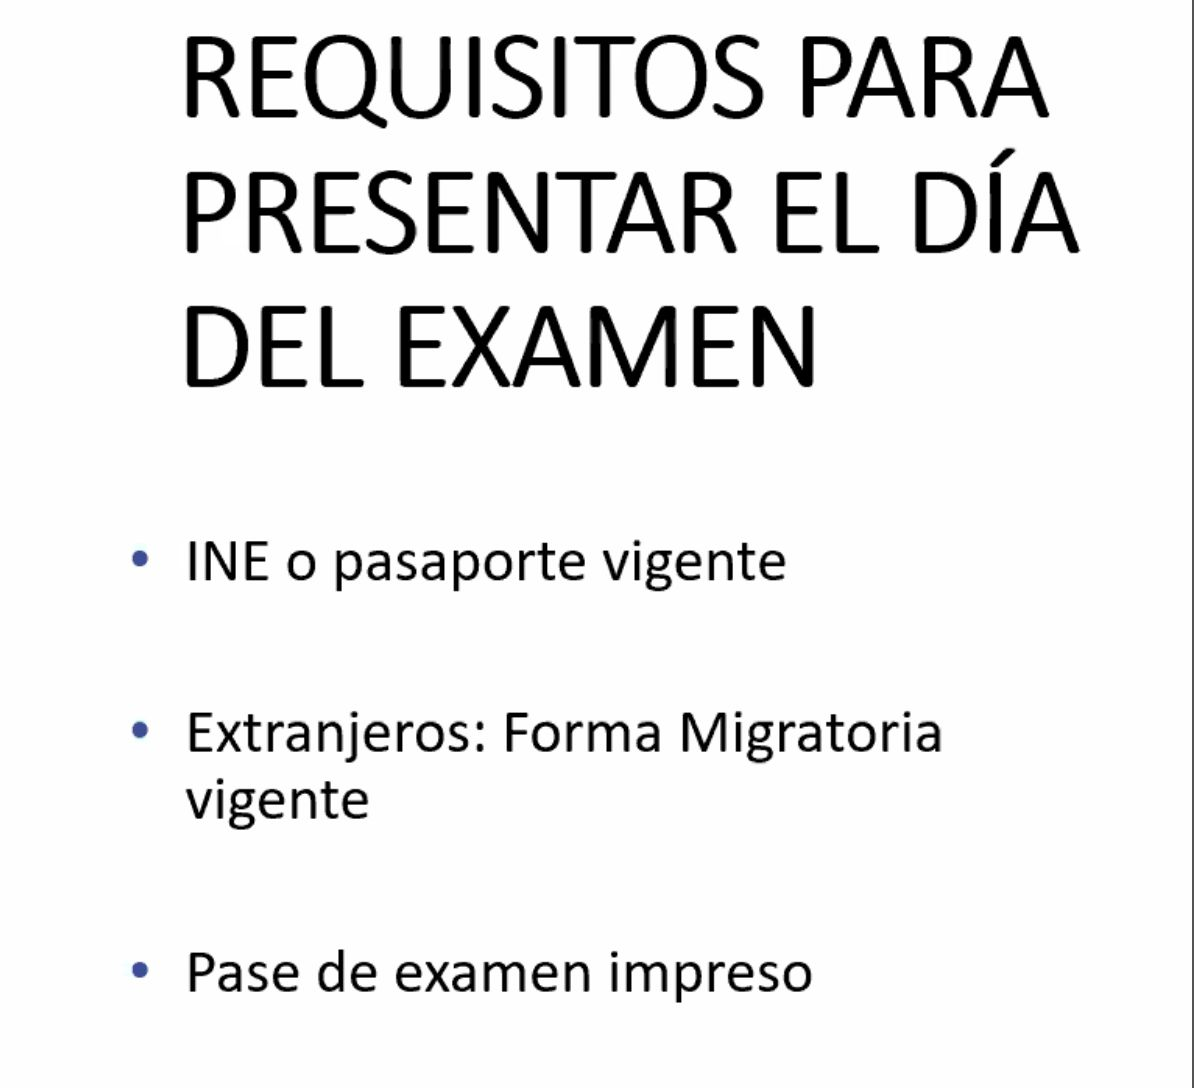 REQUISITOS PARA
PRESENTAR EL DÍA
DEL EXAMEN
• INE o pasaporte vigente
• Extranjeros: Forma Migratoria
vigente
• Pase de examen impreso